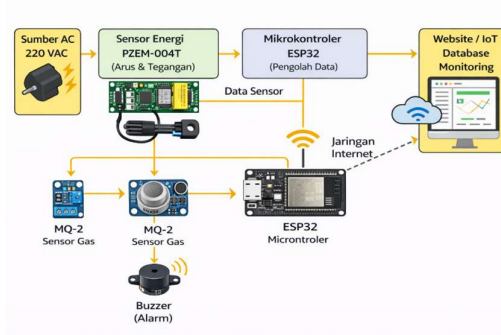 Sumber AC
220 VAC
Sensor Energi
PZEM-004T
(Arus & Tegangan)
Mikrokontroler
ESP32
(Pengolah Data)
Website / IoT
Database
Monitoring
Data Sensor
Jaringan
Internet
MQ-2
Sensor Gas
MQ-2
Sensor Gas
ESP32
Microntroler
Buzzer
(Alarm)